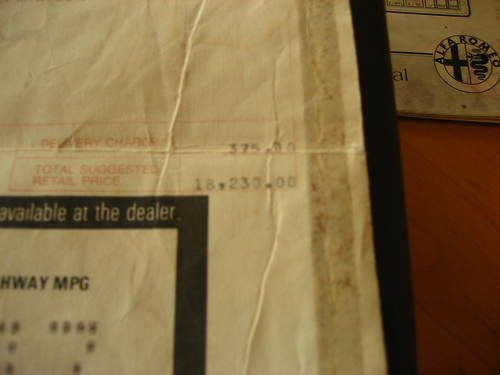 ALFA ROMEO
al
DELIVERY CHARGE 375.00
TOTAL SUGGESTED
RETAIL PRICE 18,230.00
available at the dealer.
HWAY MPG